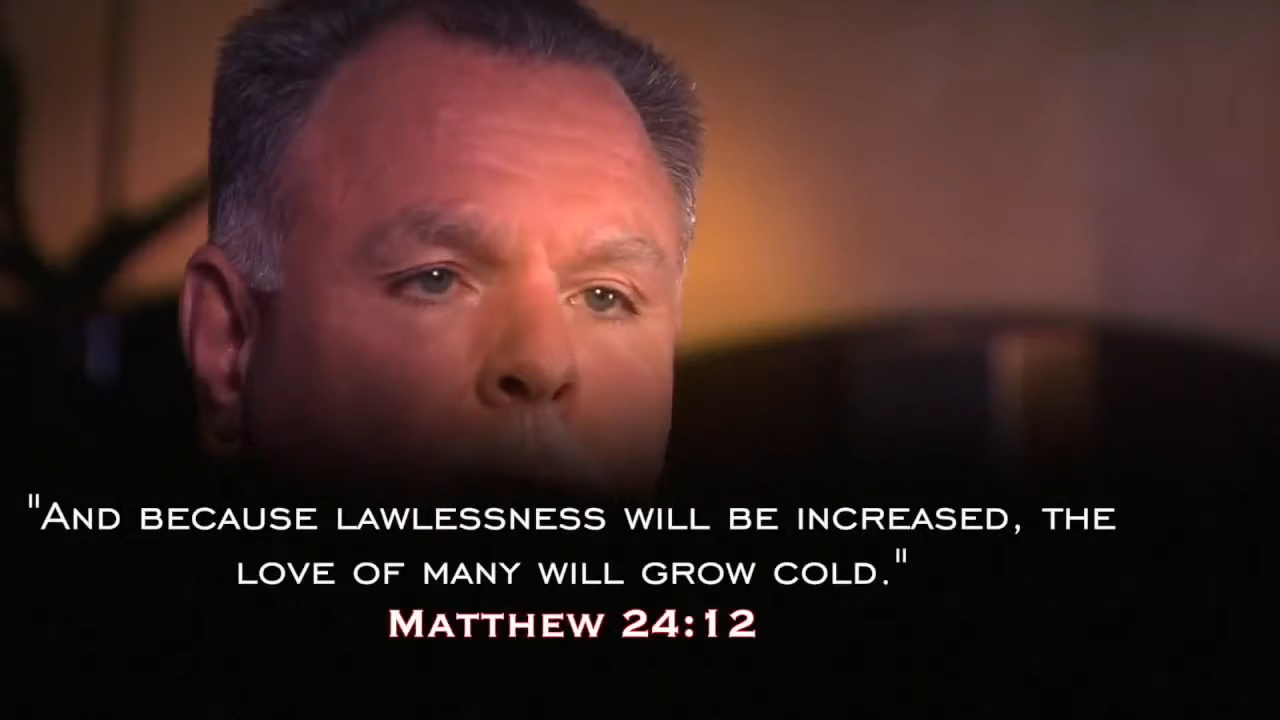 "And because lawlessness will be increased, the
love of many will grow cold."
Matthew 24:12